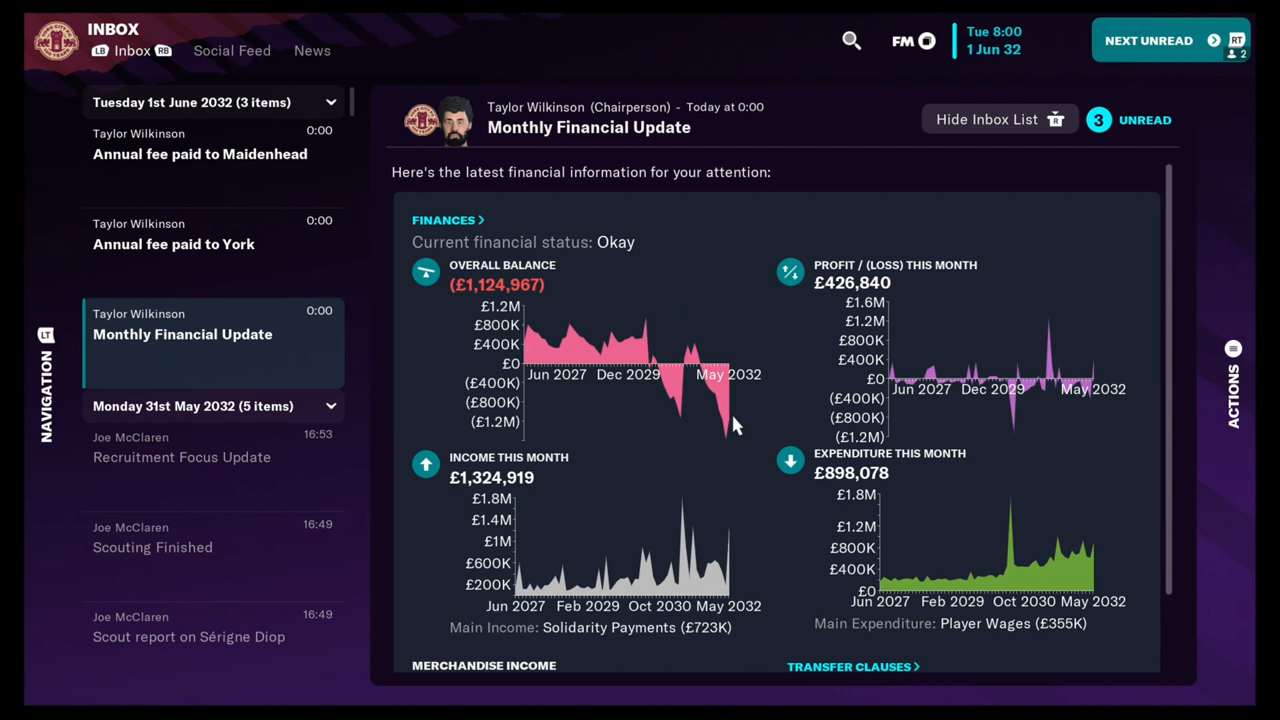 INBOX
LB Inbox RB Social Feed News
FM
Tue 8:00
1 Jun 32
NEXT UNREAD RT
2
Tuesday 1st June 2032 (3 items)
Taylor Wilkinson 0:00
Annual fee paid to Maidenhead
Taylor Wilkinson 0:00
Annual fee paid to York
Taylor Wilkinson 0:00
Monthly Financial Update
Monday 31st May 2032 (5 items)
Joe McClaren 16:53
Recruitment Focus Update
Joe McClaren 16:49
Scouting Finished
Joe McClaren 16:49
Scout report on Sérigne Diop
LT
NAVIGATION
Taylor Wilkinson (Chairperson) - Today at 0:00
Monthly Financial Update
Hide Inbox List R
3 UNREAD
Here's the latest financial information for your attention:
FINANCES
Current financial status: Okay
OVERALL BALANCE
(£1,124,967)
£1.2M
£800K
£400K
£0
(£400K)
(£800K)
(£1.2M)
Jun 2027 Dec 2029 May 2032
PROFIT / (LOSS) THIS MONTH
£426,840
£1.6M
£1.2M
£800K
£400K
£0
(£400K)
(£800K)
(£1.2M)
Jun 2027 Dec 2029 May 2032
INCOME THIS MONTH
£1,324,919
£1.8M
£1.4M
£1M
£600K
£200K
Jun 2027 Feb 2029 Oct 2030 May 2032
Main Income: Solidarity Payments (£723K)
EXPENDITURE THIS MONTH
£898,078
£1.8M
£1.2M
£800K
£400K
£0
Jun 2027 Feb 2029 Oct 2030 May 2032
Main Expenditure: Player Wages (£355K)
MERCHANDISE INCOME
TRANSFER CLAUSES
ACTIONS